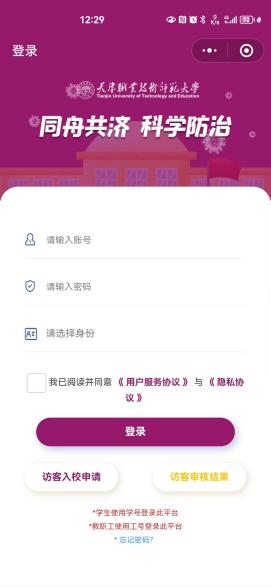 12:29
登录
天津职业技术师范大学
Tianjin University of Technology and Education
同舟共济 科学防治
请输入账号
请输入密码
请选择身份
我已阅读并同意 《用户服务协议》 与 《隐私协
议》
登录
访客入校申请
访客审核结果
*学生使用学号登录此平台
*教职工使用工号登录此平台
* 忘记密码?